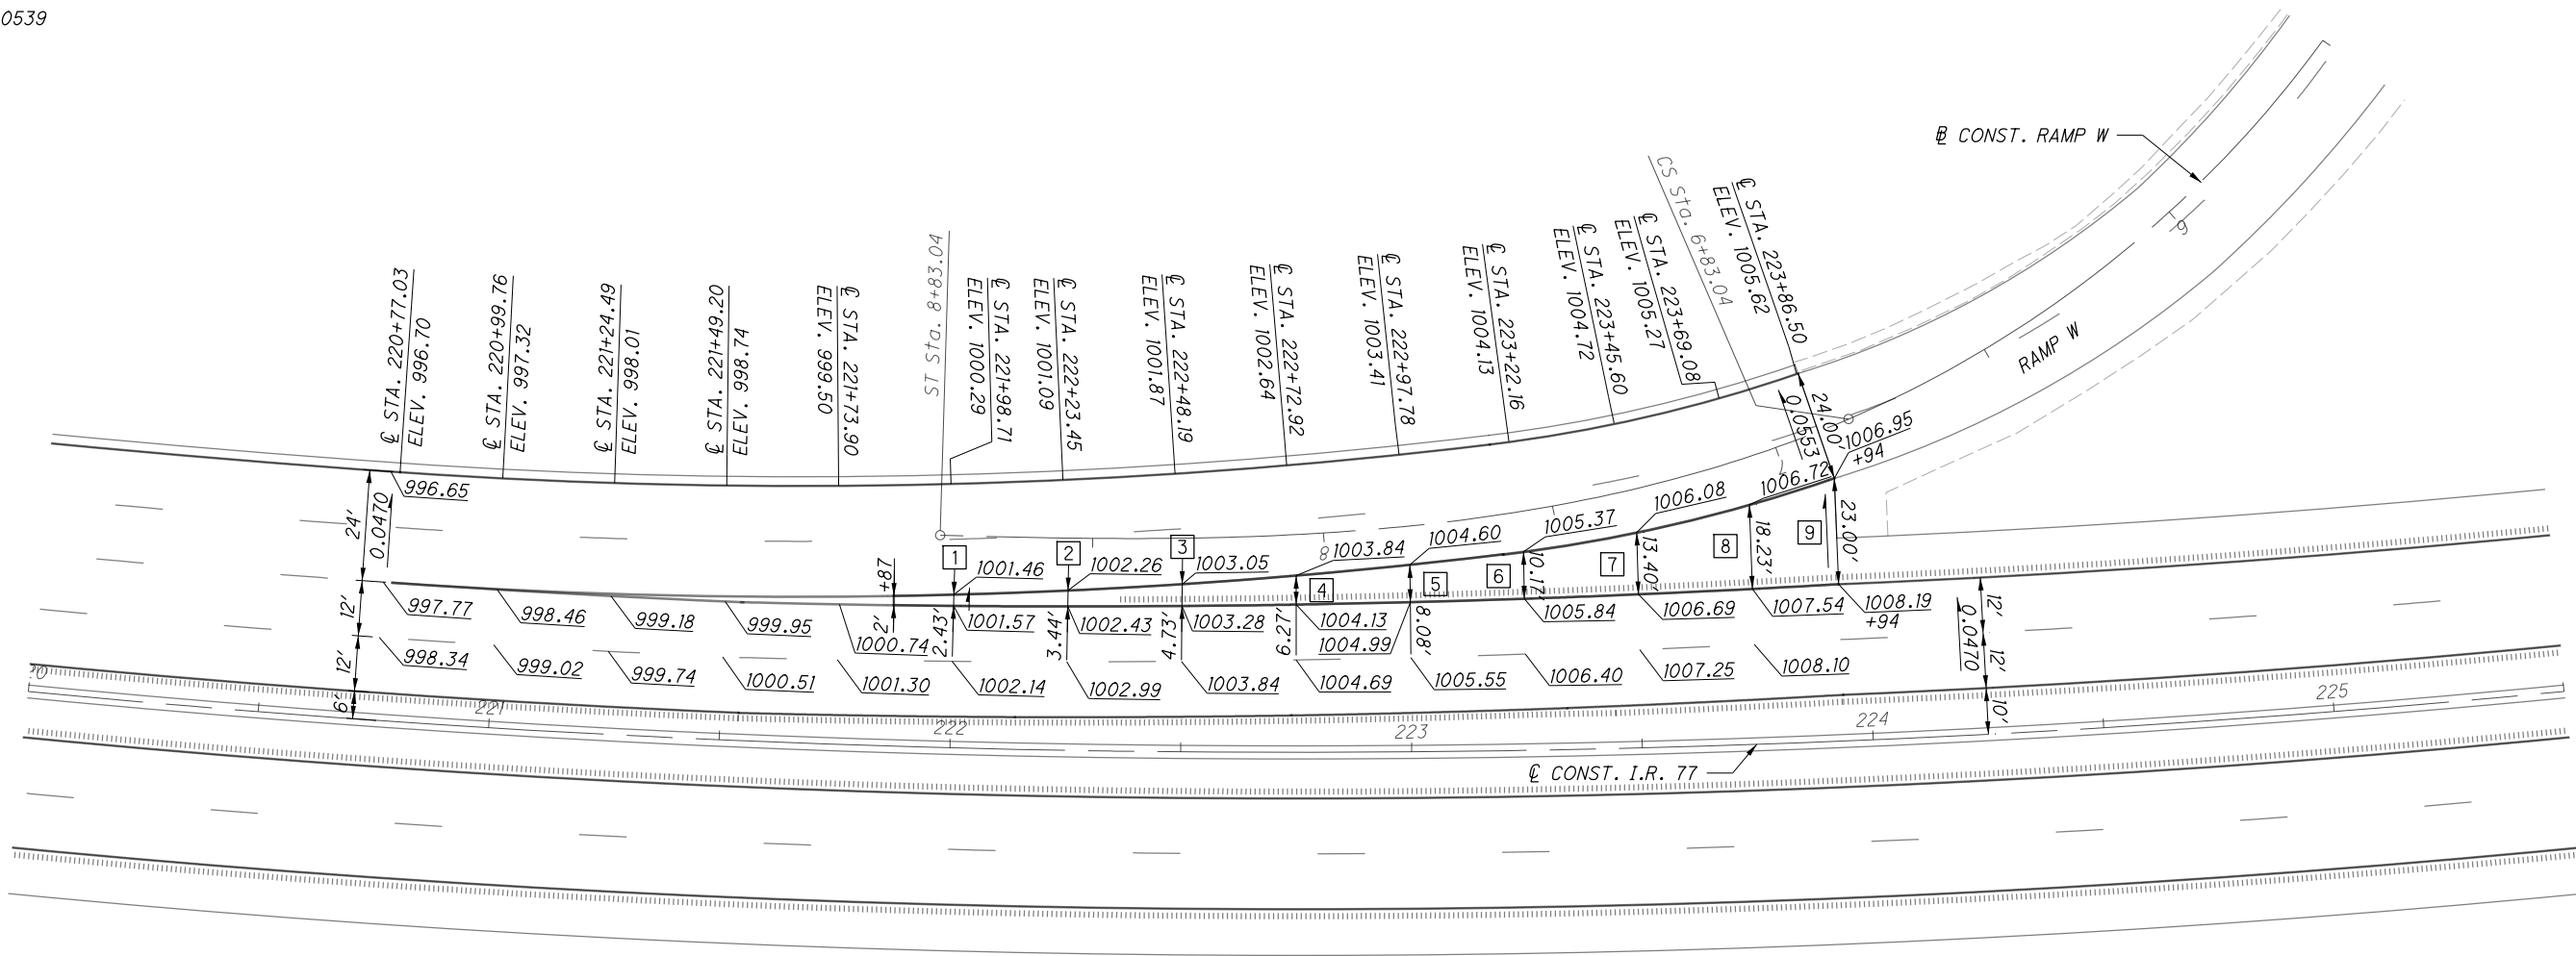 0539
℄ STA. 220+77.03
ELEV. 996.70
℄ STA. 220+99.76
ELEV. 997.32
℄ STA. 221+24.49
ELEV. 998.01
℄ STA. 221+49.20
ELEV. 998.74
℄ STA. 221+73.90
ELEV. 999.50
ST Sta. 8+83.04
℄ STA. 221+98.71
ELEV. 1000.29
℄ STA. 222+23.45
ELEV. 1001.09
℄ STA. 222+48.19
ELEV. 1001.87
℄ STA. 222+72.92
ELEV. 1002.64
℄ STA. 222+97.78
ELEV. 1003.41
℄ STA. 223+22.16
ELEV. 1004.13
℄ STA. 223+45.60
ELEV. 1004.72
℄ STA. 223+69.08
ELEV. 1005.27
CS Sta. 6+83.04
℄ STA. 223+86.50
ELEV. 1005.62
B CONST. RAMP W
RAMP W
9
7
8
24.00'
0.0553
1006.95
+94
996.65
24'
0.0470
12'
12'
6'
997.77
998.46
999.18
999.95
1000.74
+87
2'
1
1001.46
2
1002.26
3
1003.05
1003.84
4
1004.60
5
1005.37
6
1006.08
7
1006.72
8
9
2.43'
1001.57
3.44'
1002.43
4.73'
1003.28
6.27'
1004.13
1004.99
8.08'
10.17'
1005.84
13.40'
1006.69
18.23'
1007.54
23.00'
1008.19
+94
998.34
999.02
999.74
1000.51
1001.30
1002.14
1002.99
1003.84
1004.69
1005.55
1006.40
1007.25
1008.10
0.0470
12'
12'
10'
221
222
223
224
225
℄ CONST. I.R. 77